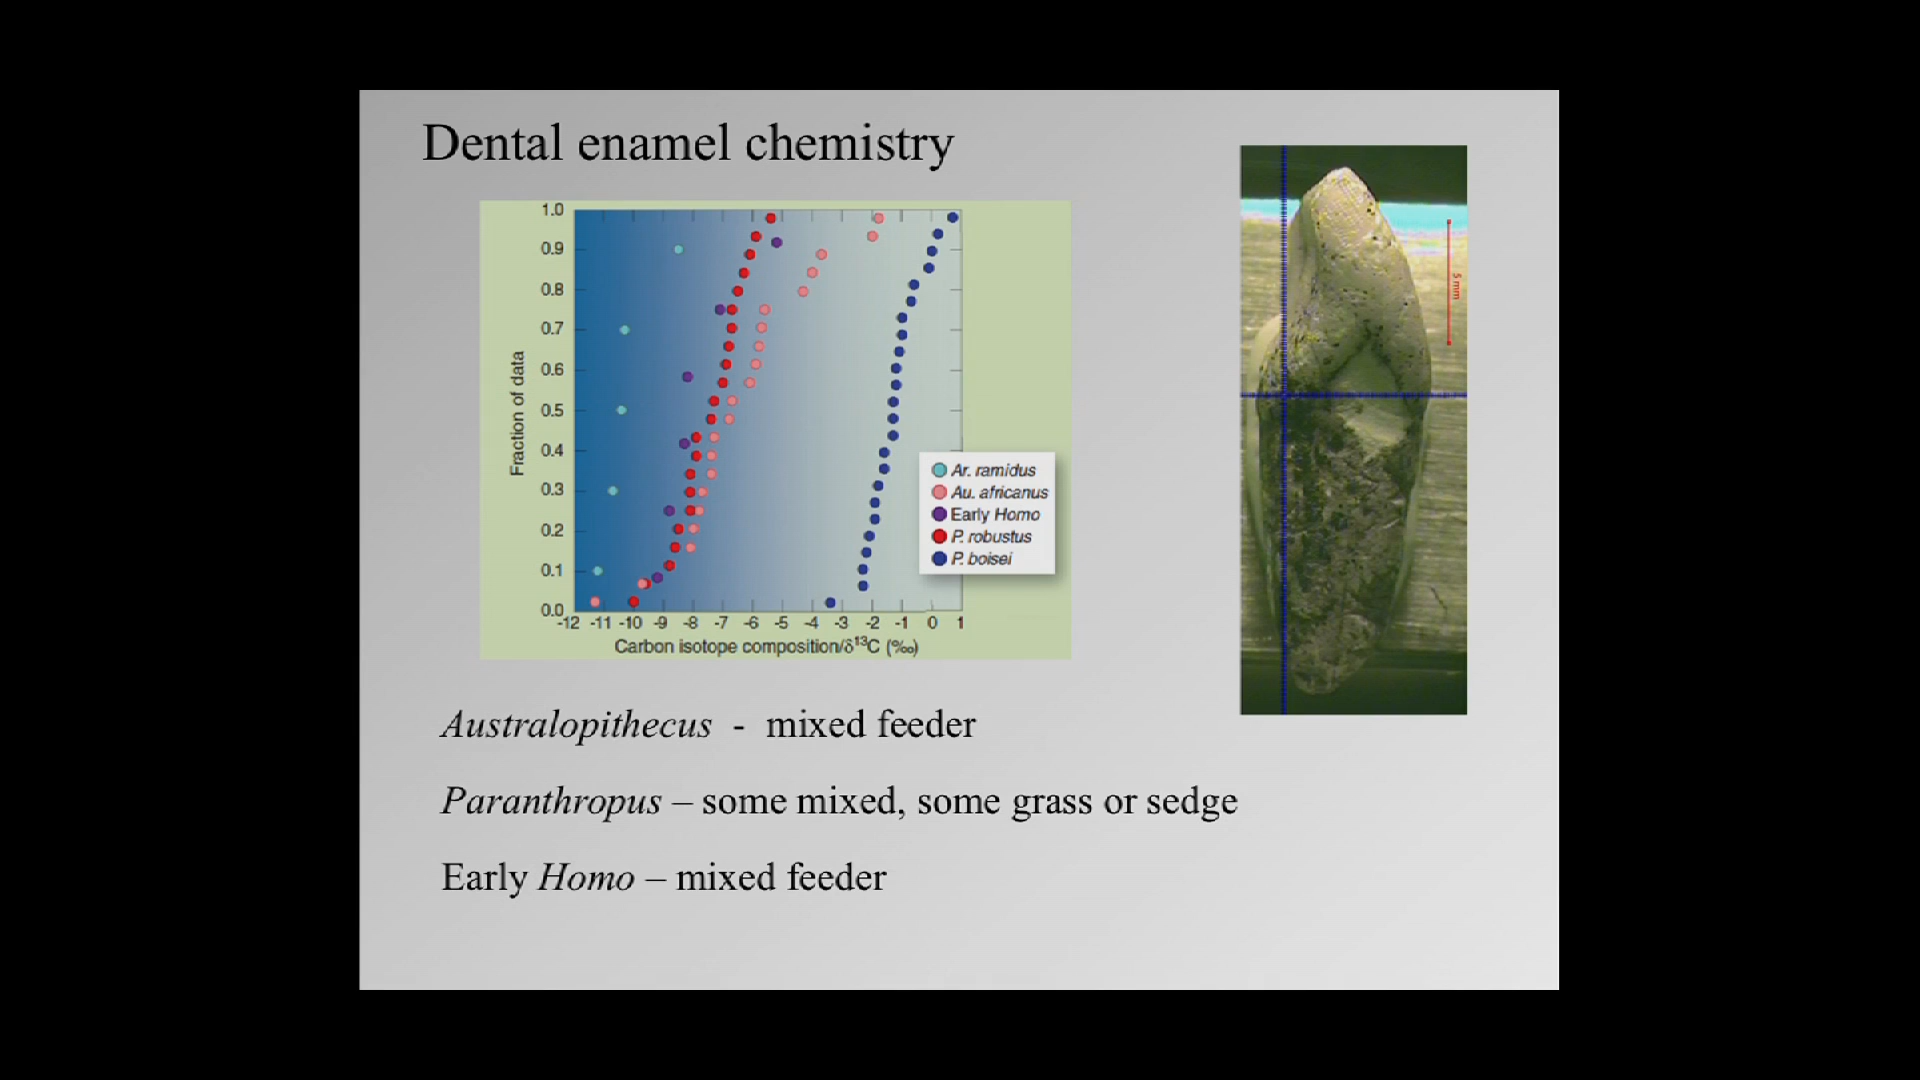 Dental enamel chemistry
1.0
0.9
0.8
0.7
0.6
0.5
0.4
0.3
0.2
0.1
0.0
Fraction of data
-12 -11 -10 -9 -8 -7 -6 -5 -4 -3 -2 -1 0 1
Carbon isotope composition/δ¹³C (‰)
Ar. ramidus
Au. africanus
Early Homo
P. robustus
P. boisei
5 mm
Australopithecus - mixed feeder
Paranthropus – some mixed, some grass or sedge
Early Homo – mixed feeder